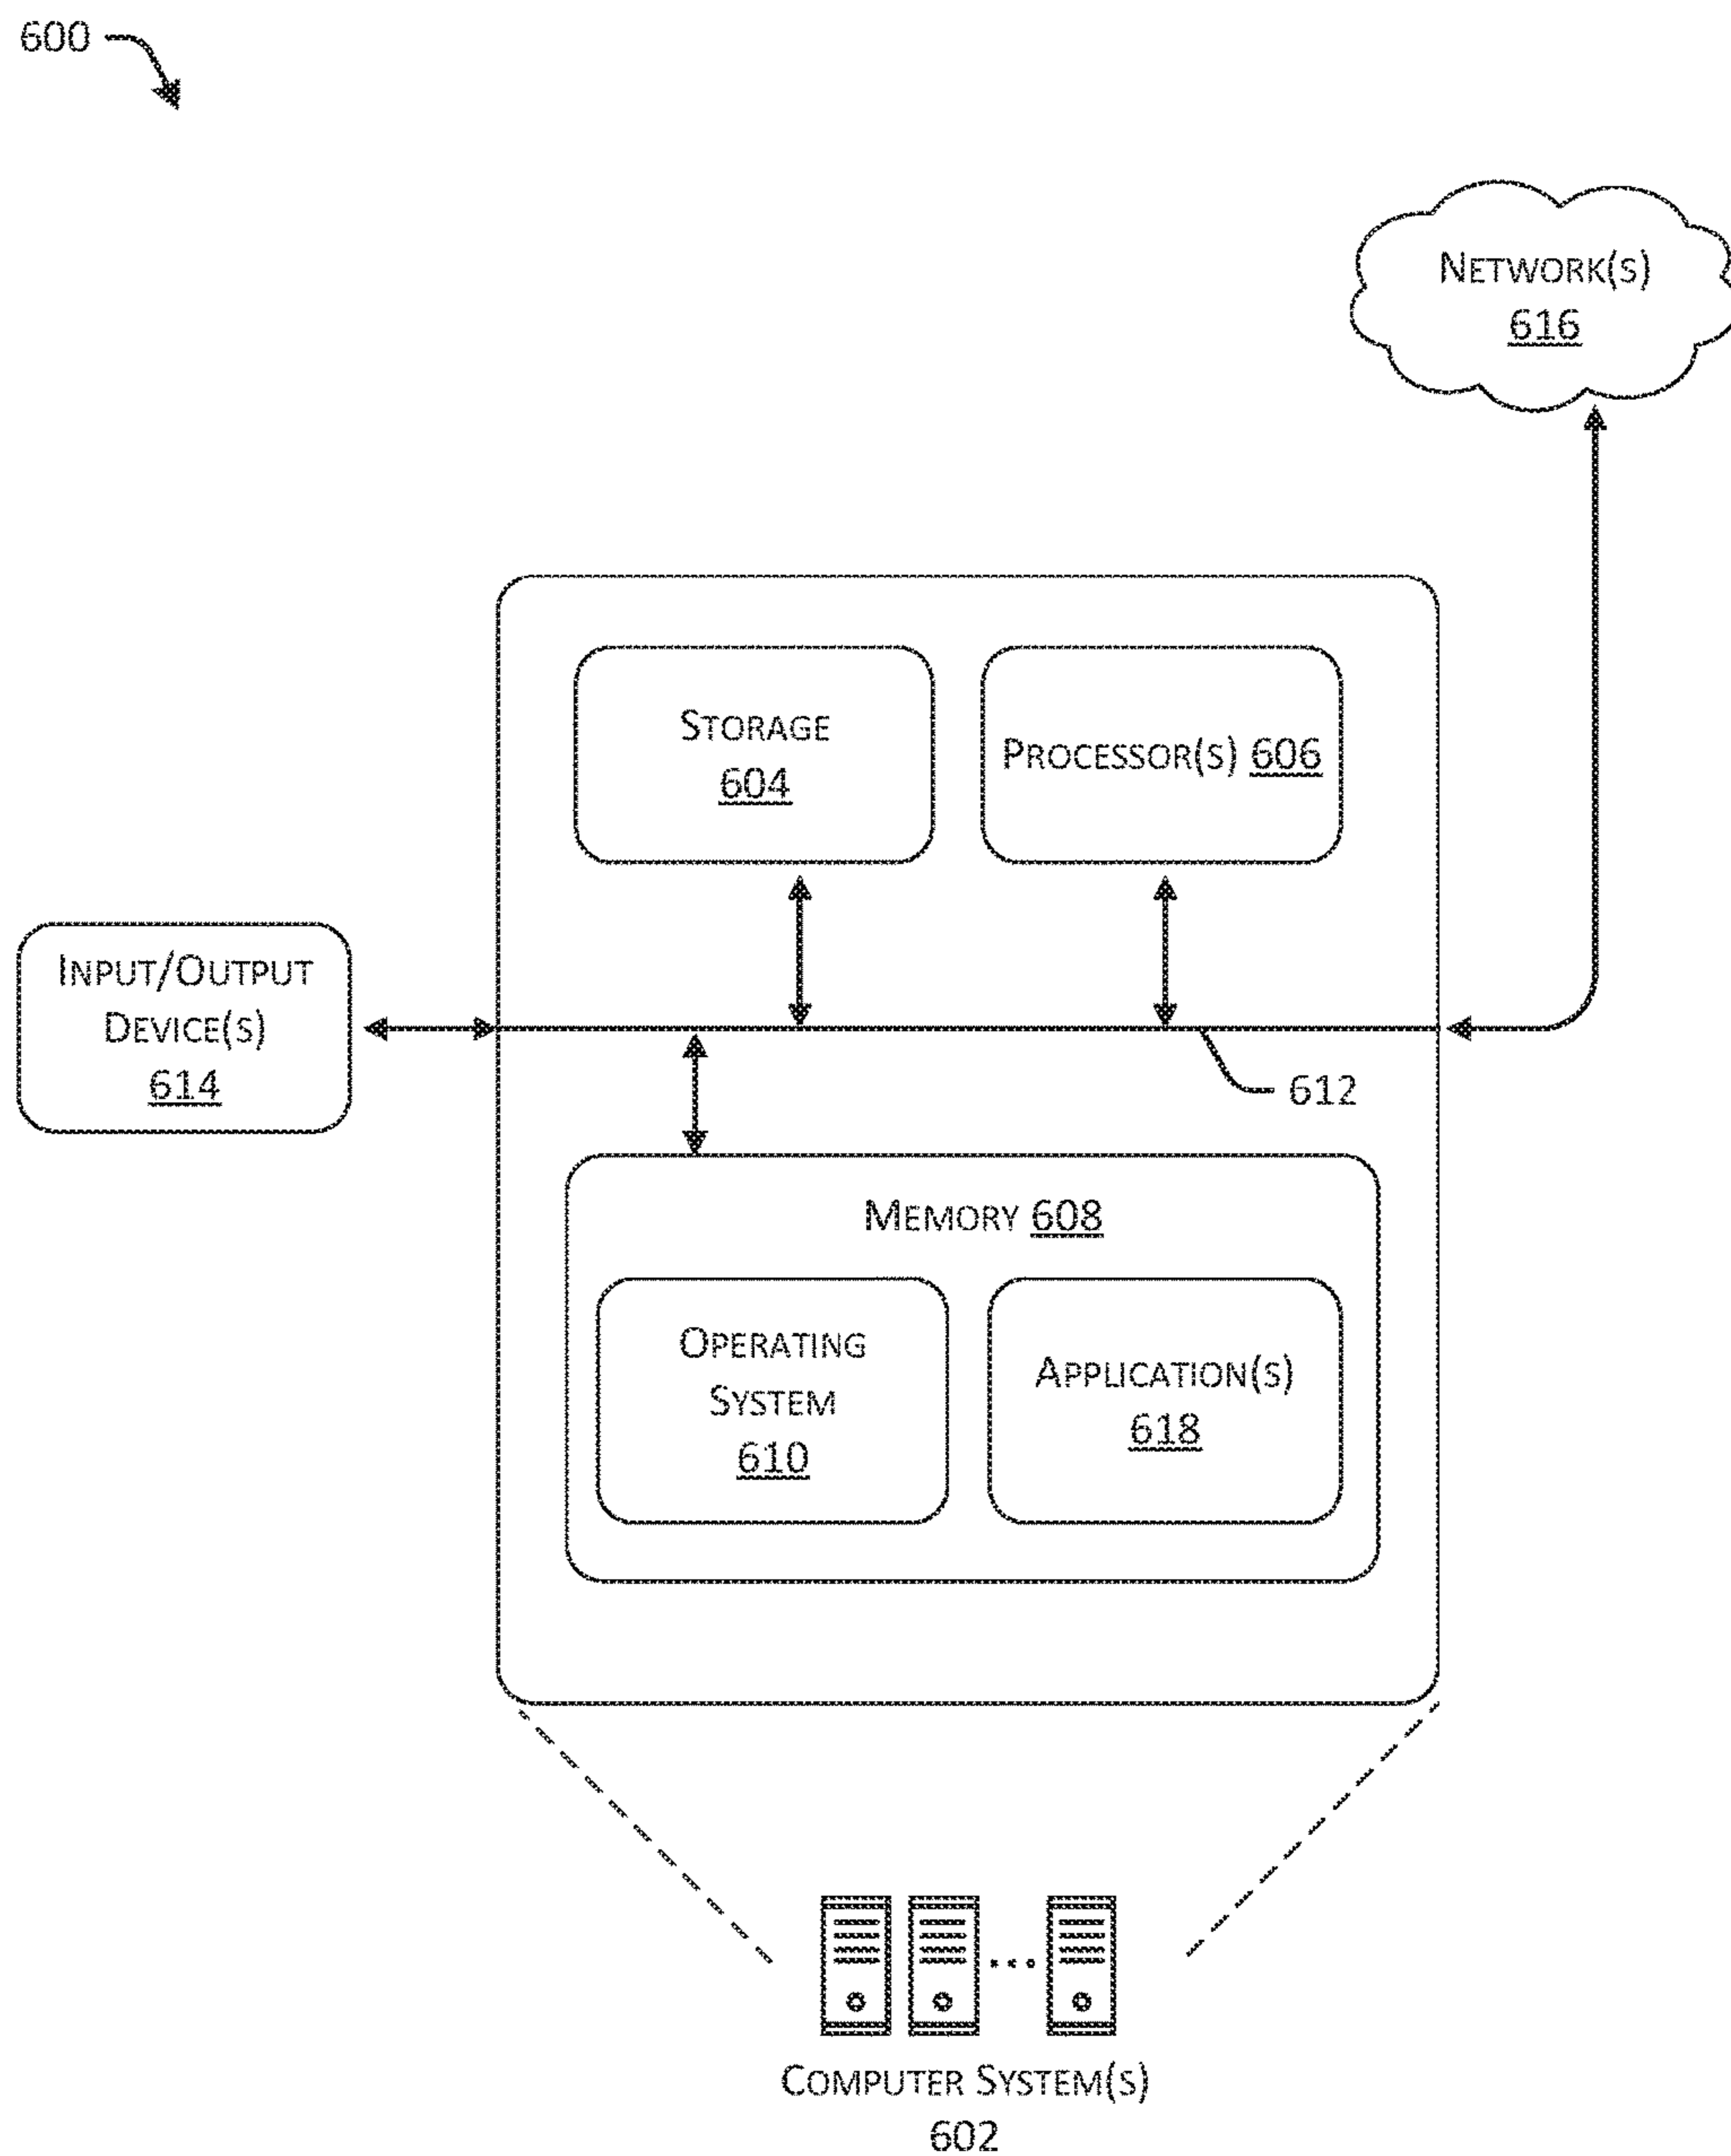 600
NETWORK(S)
616
STORAGE
604
PROCESSOR(S) 606
INPUT/OUTPUT
DEVICE(S)
614
612
MEMORY 608
OPERATING
SYSTEM
610
APPLICATION(S)
618
COMPUTER SYSTEM(S)
602